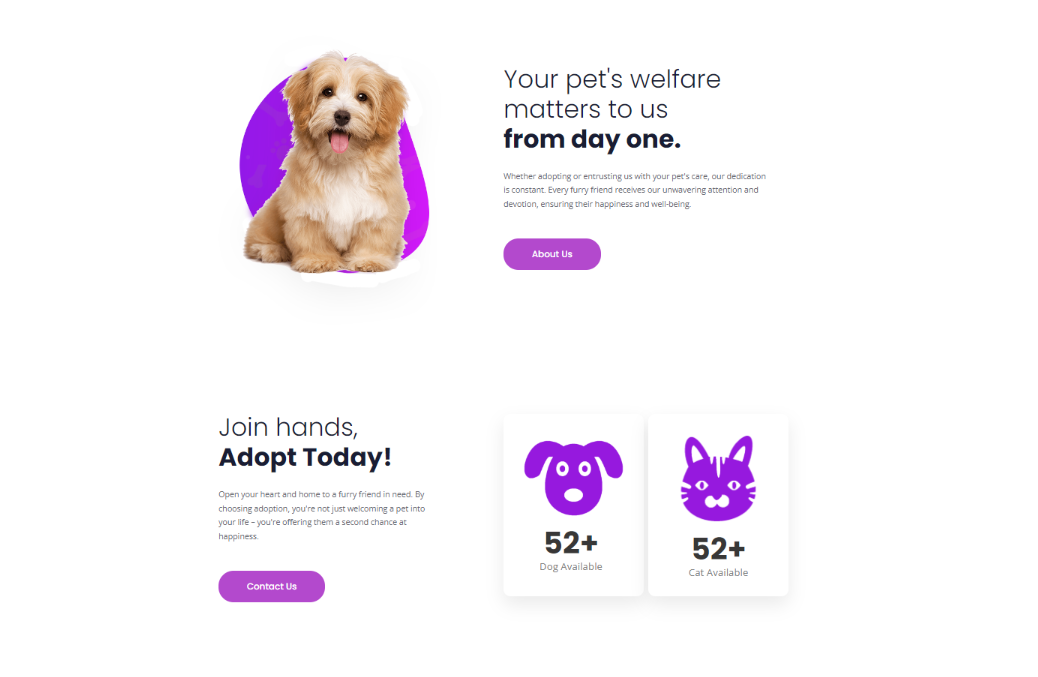 Your pet's welfare
matters to us
from day one.
Whether adopting or entrusting us with your pet's care, our dedication
is constant. Every furry friend receives our unwavering attention and
devotion, ensuring their happiness and well-being.
About Us
Join hands,
Adopt Today!
Open your heart and home to a furry friend in need. By
choosing adoption, you're not just welcoming a pet into
your life – you're offering them a second chance at
happiness.
Contact Us
52+
Dog Available
52+
Cat Available